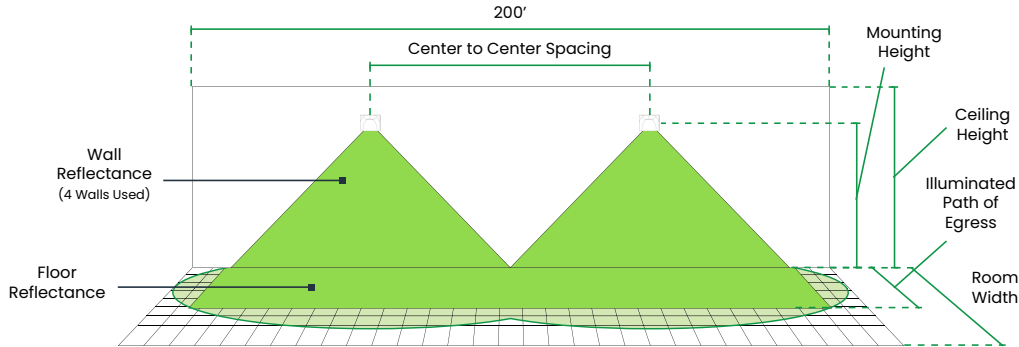 200’
Center to Center Spacing
Mounting
Height
Ceiling
Height
Wall
Reflectance
(4 Walls Used)
Illuminated
Path of
Egress
Floor
Reflectance
Room
Width